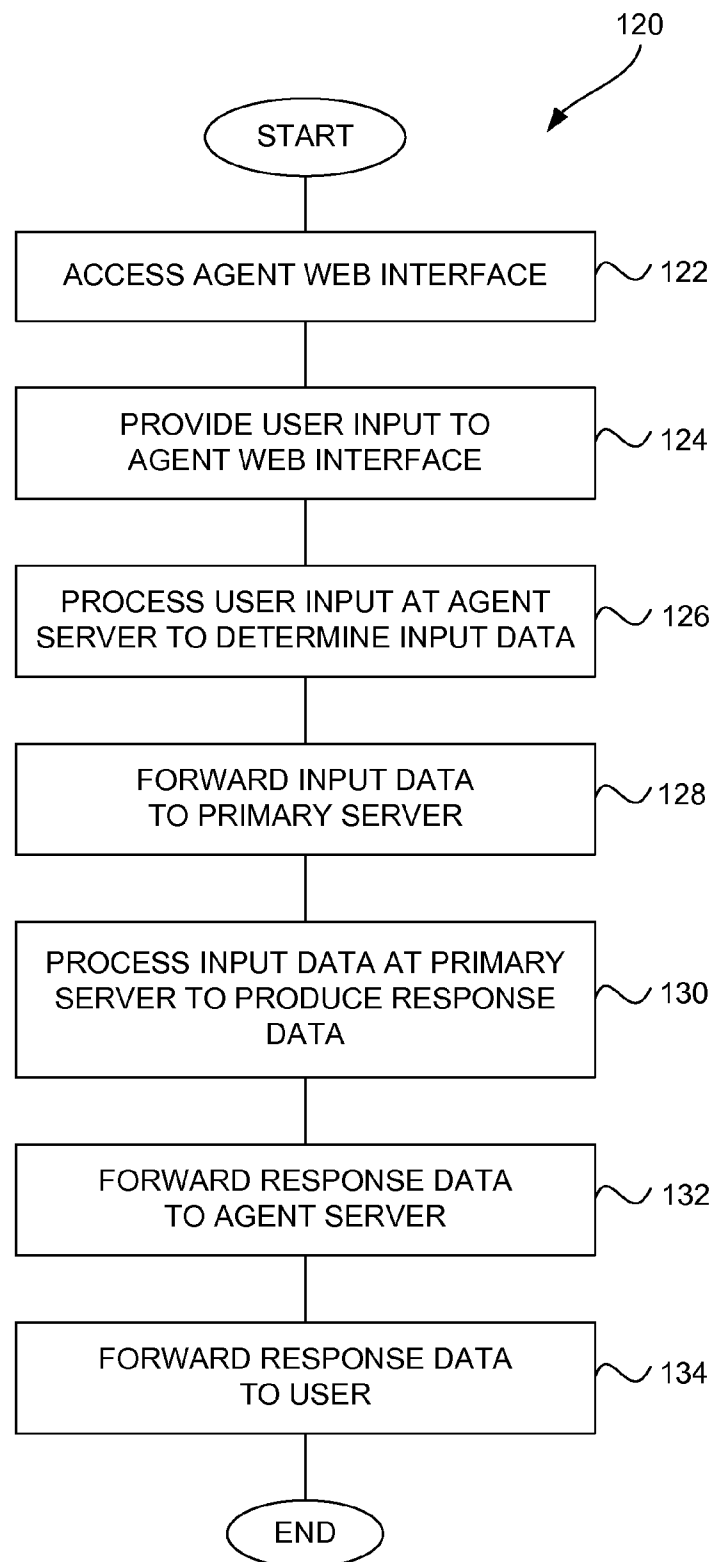 120
START
ACCESS AGENT WEB INTERFACE
122
PROVIDE USER INPUT TO
AGENT WEB INTERFACE
124
PROCESS USER INPUT AT AGENT
SERVER TO DETERMINE INPUT DATA
126
FORWARD INPUT DATA
TO PRIMARY SERVER
128
PROCESS INPUT DATA AT PRIMARY
SERVER TO PRODUCE RESPONSE
DATA
130
FORWARD RESPONSE DATA
TO AGENT SERVER
132
FORWARD RESPONSE DATA
TO USER
134
END